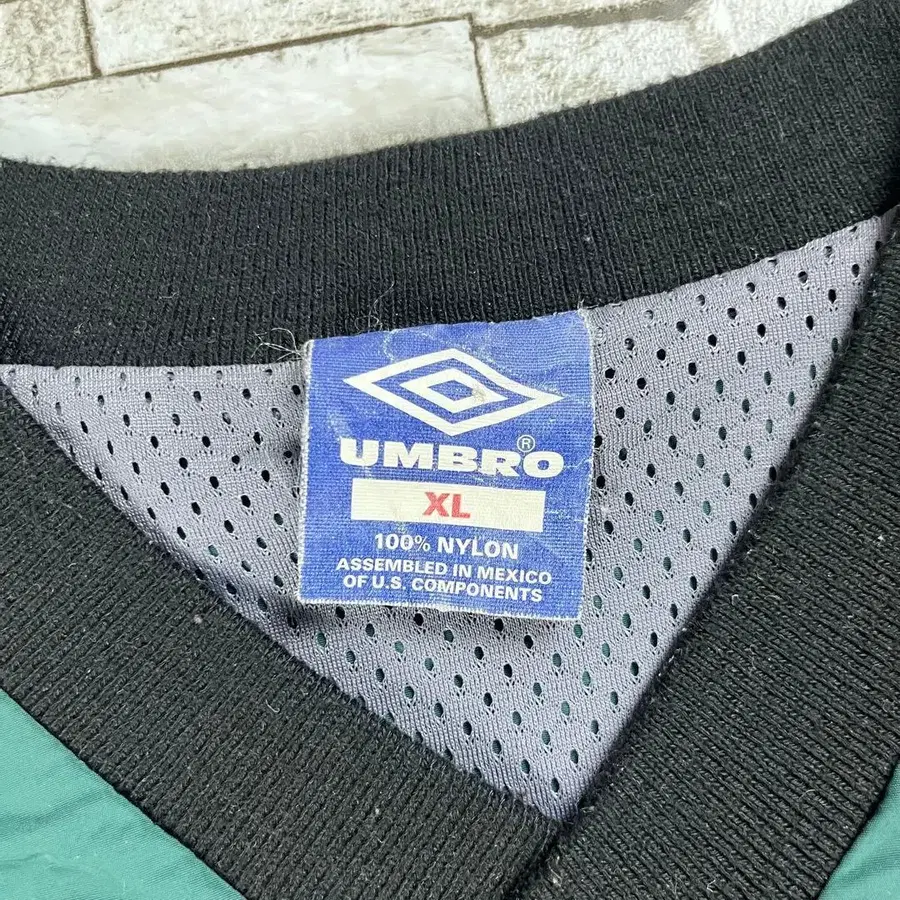 UMBRO®
XL
100% NYLON
ASSEMBLED IN MEXICO
OF U.S. COMPONENTS